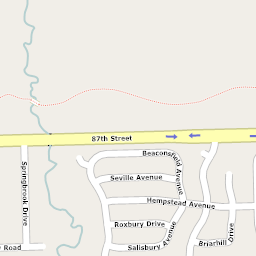 87th Street
Beaconsfield Avenue
Seville Avenue
Springbrook Drive
Hempstead Avenue
Roxbury Drive
Salisbury Avenue
Briarhill Drive
Road